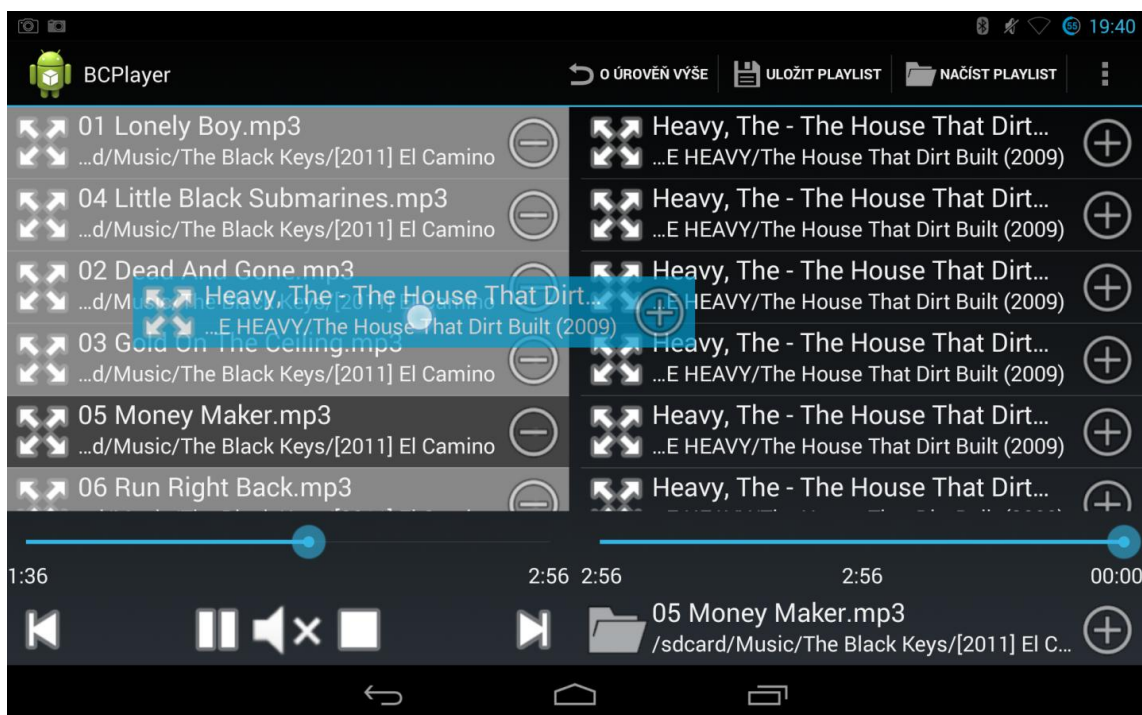 55 19:40
BCPlayer
O ÚROVĚŇ VÝŠE
ULOŽIT PLAYLIST
NAČÍST PLAYLIST
01 Lonely Boy.mp3
...d/Music/The Black Keys/[2011] El Camino
04 Little Black Submarines.mp3
...d/Music/The Black Keys/[2011] El Camino
02 Dead And Gone.mp3
...d/Mu
03 Gold On The Ceiling.mp3
...d/Music/The Black Keys/[2011] El Camino
05 Money Maker.mp3
...d/Music/The Black Keys/[2011] El Camino
06 Run Right Back.mp3
Heavy, The - The House That Dirt...
...E HEAVY/The House That Dirt Built (2009)
Heavy, The - The House That Dirt...
...E HEAVY/The House That Dirt Built (2009)
Heavy, The - The House That Dirt...
...E HEAVY/The House That Dirt Built (2009)
Heavy, The - The House That Dirt...
...E HEAVY/The House That Dirt Built (2009)
Heavy, The - The House That Dirt...
...E HEAVY/The House That Dirt Built (2009)
Heavy, The - The House That Dirt...
...E HEAVY/The House That Dirt Built (2009)
Heavy, The - The House That Dirt...
1:36
2:56
2:56
2:56
00:00
05 Money Maker.mp3
/sdcard/Music/The Black Keys/[2011] El C...